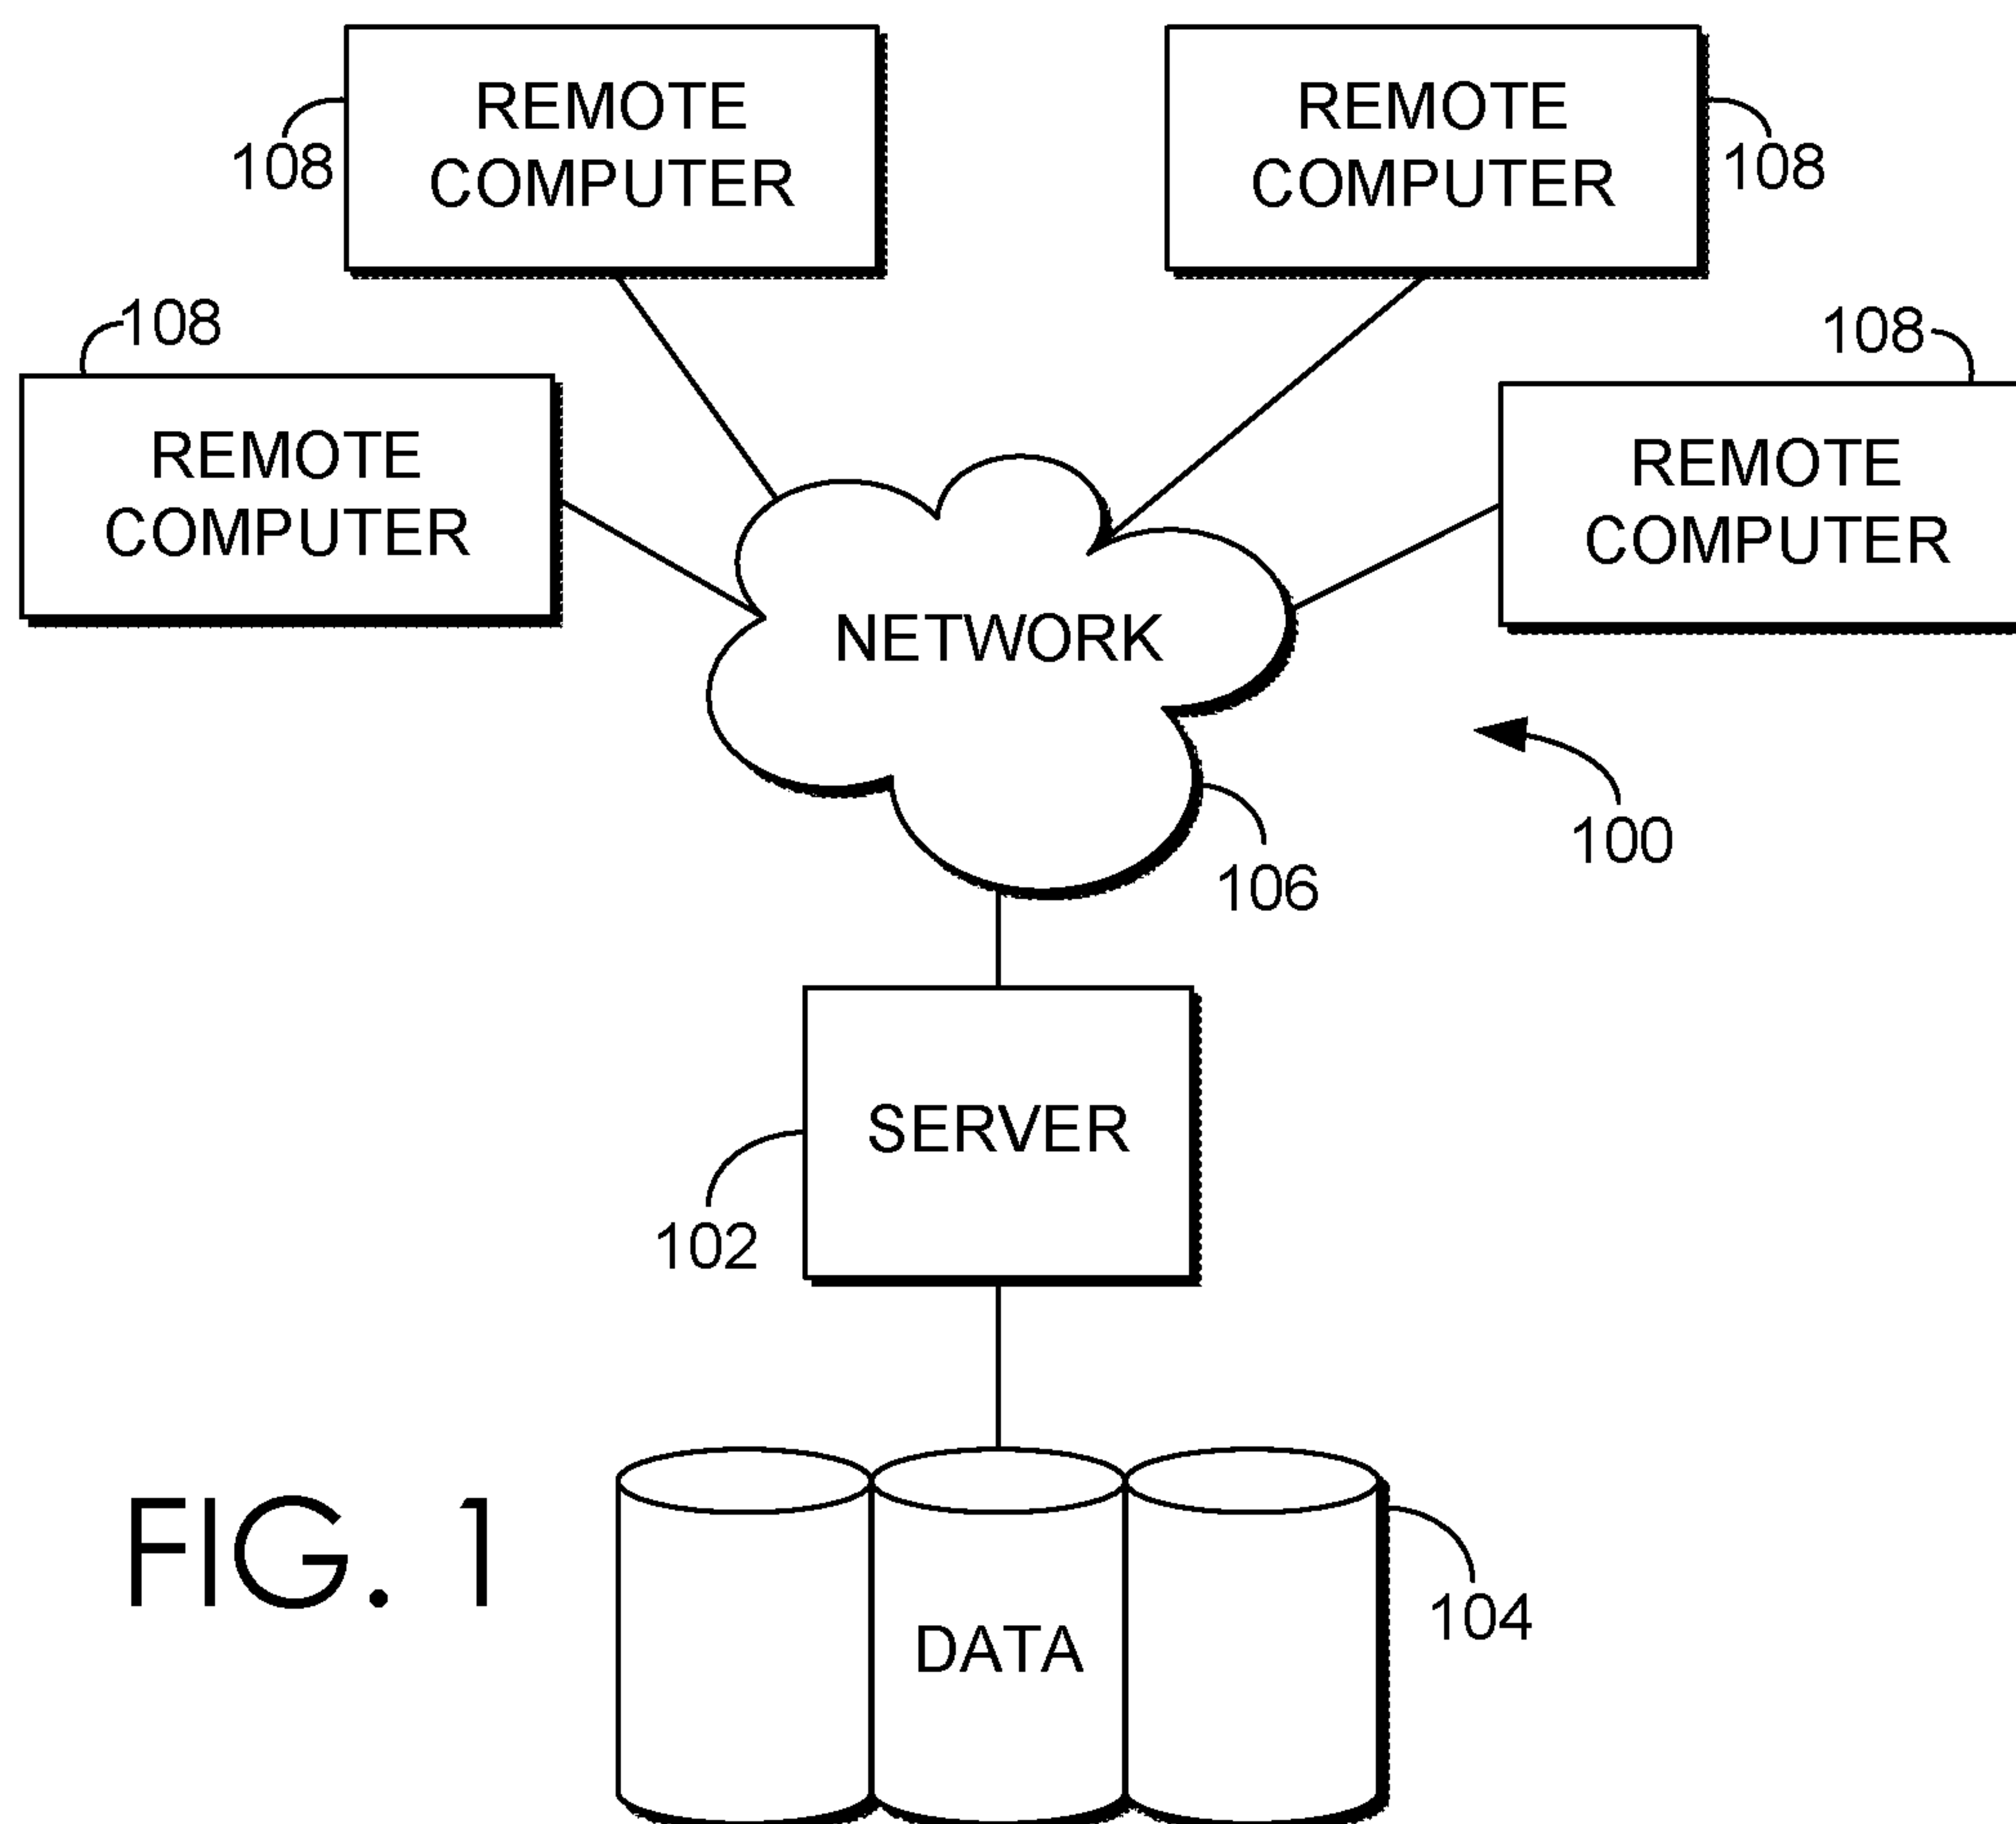 REMOTE
COMPUTER
108
REMOTE
COMPUTER
108
108
REMOTE
COMPUTER
108
REMOTE
COMPUTER
NETWORK
100
106
SERVER
102
FIG. 1
DATA
104